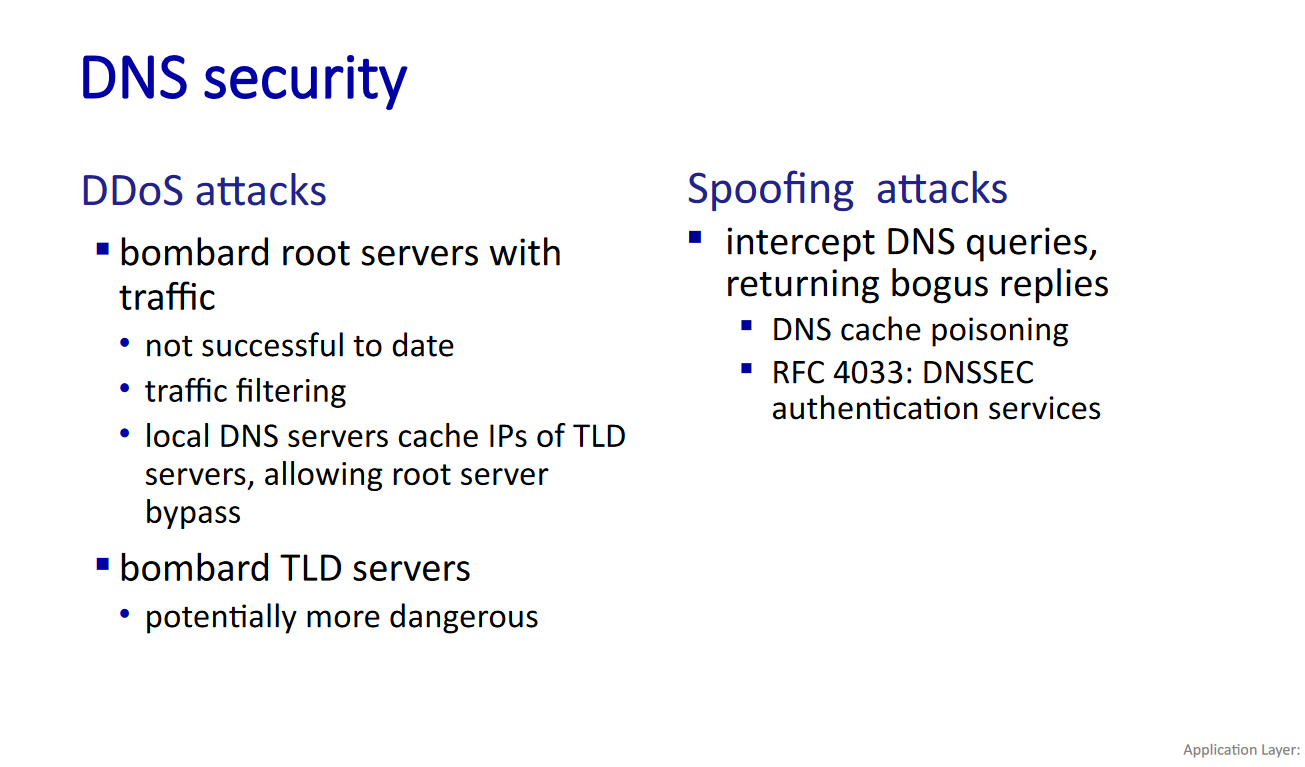 DNS security
DDoS attacks
▪ bombard root servers with
traffic
• not successful to date
• traffic filtering
• local DNS servers cache IPs of TLD
servers, allowing root server
bypass
▪ bombard TLD servers
• potentially more dangerous
Spoofing attacks
▪ intercept DNS queries,
returning bogus replies
▪ DNS cache poisoning
▪ RFC 4033: DNSSEC
authentication services
Application Layer: